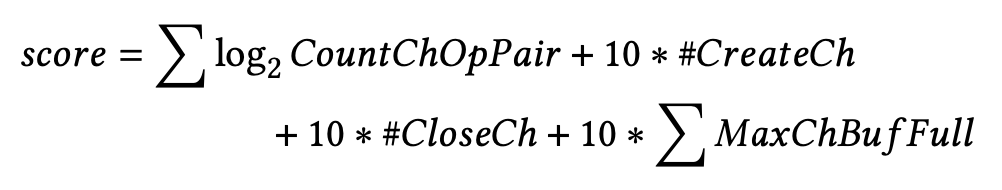 score = ∑ log₂ CountChOpPair + 10 * #CreateCh
+ 10 * #CloseCh + 10 * ∑ MaxChBufFull